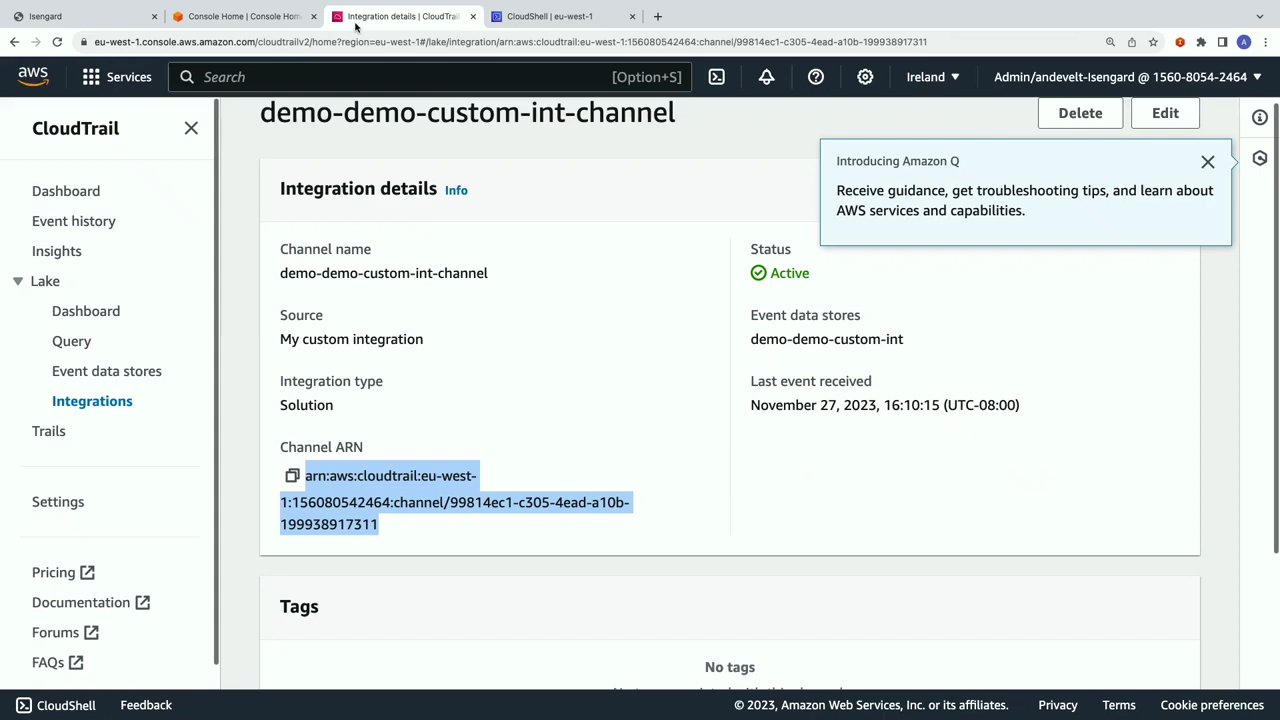 Isengard
Console Home | Console Hom
Integration details | CloudTrai
CloudShell | eu-west-1
eu-west-1.console.aws.amazon.com/cloudtrailv2/home?region=eu-west-1#/lake/integration/arn:aws:cloudtrail:eu-west-1:156080542464:channel/99814ec1-c305-4ead-a10b-199938917311
A
aws
Services
Search
[Option+S]
Ireland
Admin/andevelt-Isengard @ 1560-8054-2464
CloudTrail
Dashboard
Event history
Insights
Lake
Dashboard
Query
Event data stores
Integrations
Trails
Settings
Pricing
Documentation
Forums
FAQs
demo-demo-custom-int-channel
Delete
Edit
Introducing Amazon Q
Receive guidance, get troubleshooting tips, and learn about
AWS services and capabilities.
Integration details
Info
Channel name
demo-demo-custom-int-channel
Source
My custom integration
Integration type
Solution
Channel ARN
arn:aws:cloudtrail:eu-west-
1:156080542464:channel/99814ec1-c305-4ead-a10b-
199938917311
Status
Active
Event data stores
demo-demo-custom-int
Last event received
November 27, 2023, 16:10:15 (UTC-08:00)
Tags
No tags
CloudShell
Feedback
© 2023, Amazon Web Services, Inc. or its affiliates.
Privacy
Terms
Cookie preferences